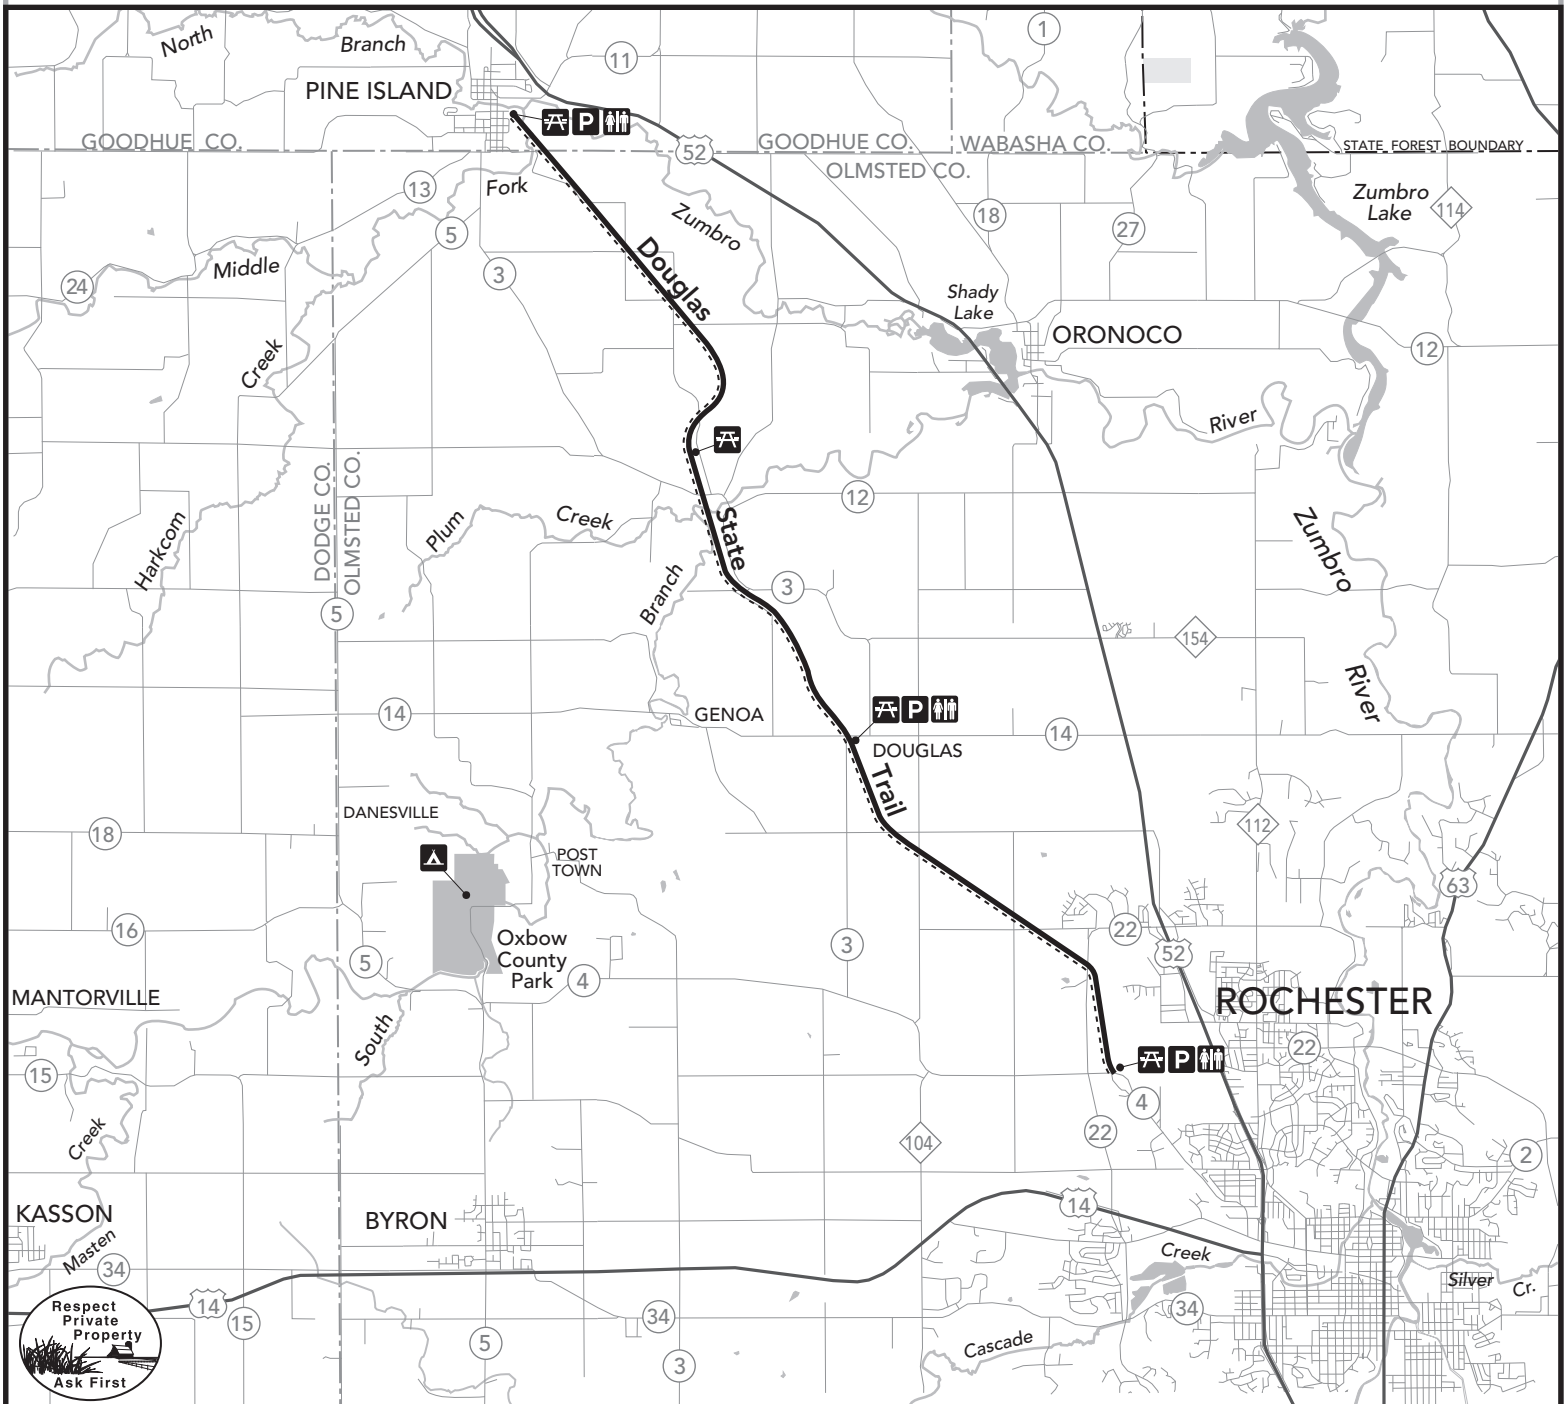 North
Branch
11
1
PINE ISLAND
P
GOODHUE CO.
52
GOODHUE CO.
WABASHA CO.
STATE FOREST BOUNDARY
OLMSTED CO.
13
Fork
Zumbro
18
27
Zumbro
Lake
114
5
Middle
3
24
Douglas
Shady
Lake
ORONOCO
12
Creek
River
DODGE CO.
OLMSTED CO.
12
Harkcom
Plum
Creek
State
Zumbro
Branch
3
5
154
River
14
GENOA
P
14
DOUGLAS
Trail
DANESVILLE
18
112
POST
TOWN
63
16
22
Oxbow
County
Park
5
3
52
4
MANTORVILLE
ROCHESTER
South
22
15
P
4
Creek
22
104
2
14
KASSON
BYRON
Masten
34
Creek
Silver
Cr.
14
15
34
34
5
Cascade
3
Respect
Private
Property
Ask First